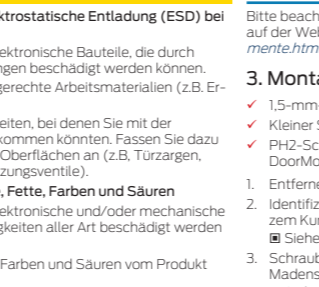 ktrostatische Entladung (ESD) bei
ektronische Bauteile, die durch
ngen beschädigt werden können.
gerechte Arbeitsmaterialien (z.B. Er-
eiten, bei denen Sie mit der
kommen könnten. Fassen Sie dazu
Oberflächen an (z.B, Türzargen,
zungsventile).
, Fette, Farben und Säuren
ektronische und/oder mechanische
gkeiten aller Art beschädigt werden
Farben und Säuren vom Produkt
Bitte beach
auf der Wel
mente.htm
3. Monta
✓ 1,5-mm-
✓ Kleiner S
✓ PH2-Sc
DoorMo
1. Entferne
2. Identifiz
zem Kur
▣ Siehe
3. Schraub
Madens